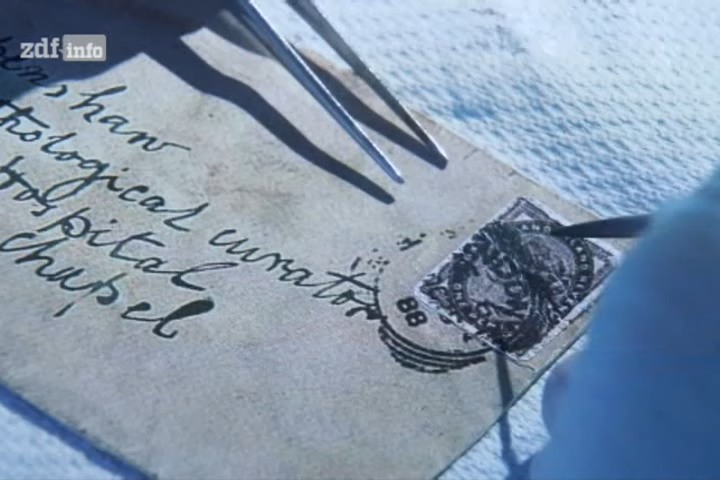 zdf-info
enshaw
thological curator
Hospital
chapel
88